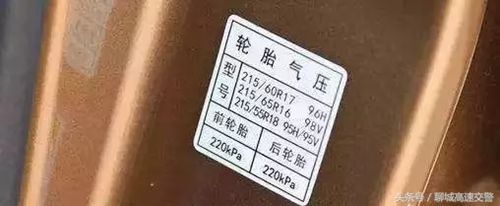 轮胎气压
型号
215/60R17 96H
215/65R16 98V
215/55R18 95H/95V
前轮胎 后轮胎
220kPa 220kPa
头条号/聊城高速交警